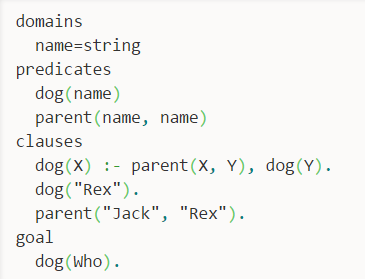 domains
  name=string
predicates
  dog(name)
  parent(name, name)
clauses
  dog(X) :- parent(X, Y), dog(Y).
  dog("Rex").
  parent("Jack", "Rex").
goal
  dog(Who).